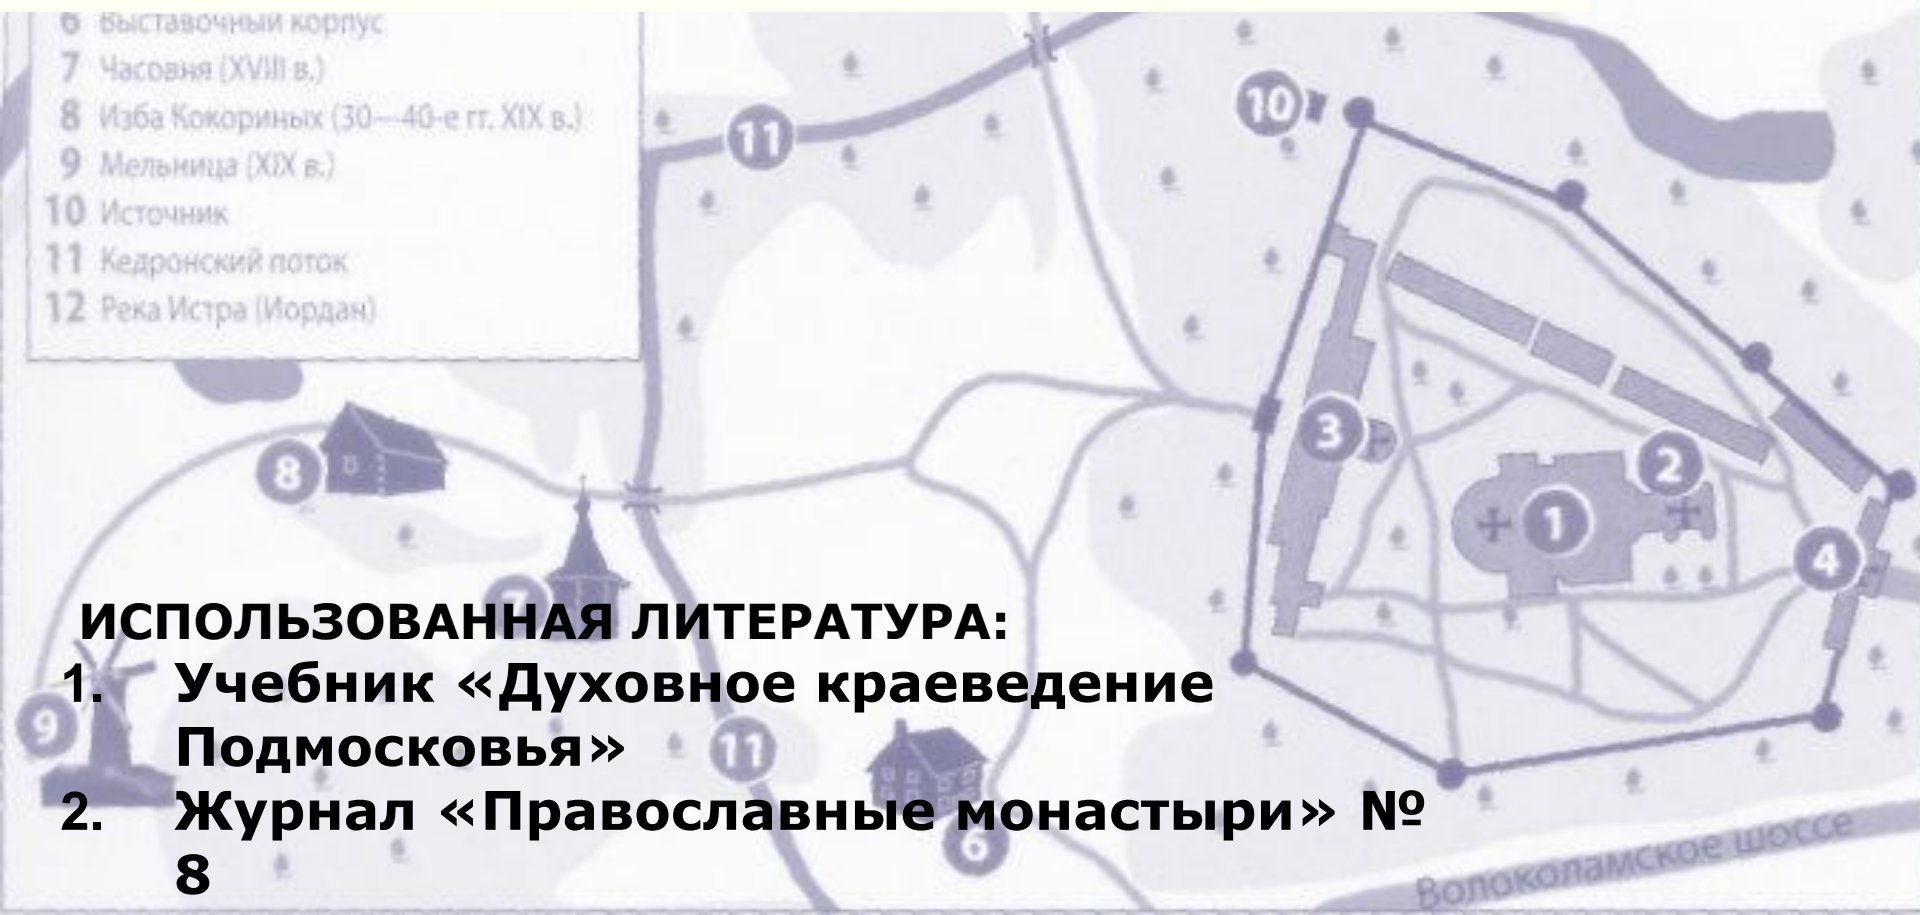 6 Выставочный корпус
7 Часовня (XVIII в.)
8 Изба Кокориных (30—40-е гг. XIX в.)
9 Мельница (XIX в.)
10 Источник
11 Кедронский поток
12 Река Истра (Иордан)
11
10
3
2
1
4
8
7
ИСПОЛЬЗОВАННАЯ ЛИТЕРАТУРА:
1. Учебник «Духовное краеведение
Подмосковья»
9
11
2. Журнал «Православные монастыри» №
8
6
Волоколамское шоссе